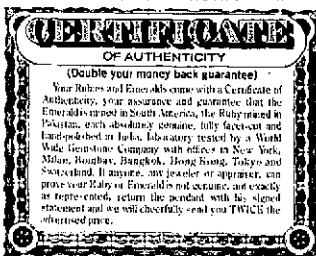 CERTIFICATE
OF AUTHENTICITY
(Double your money back guarantee)
Your Rubies and Emeralds come with a Certificate of
Authenticity, your assurance and guarantee that the
Emerald is mined in South America, the Ruby mined in
Pakistan, each absolutely genuine, fully facet-cut and
hand-polished in India, laboratory tested by a World
Wide Gemstone Company with offices in New York,
Milan, Bombay, Bangkok, Hong Kong, Tokyo and
Switzerland. If anyone, any jeweler or appraiser, can
prove your Ruby or Emerald is not genuine, not exactly
as represented, return the pendant with his signed
statement and we will cheerfully send you TWICE the
advertised price.